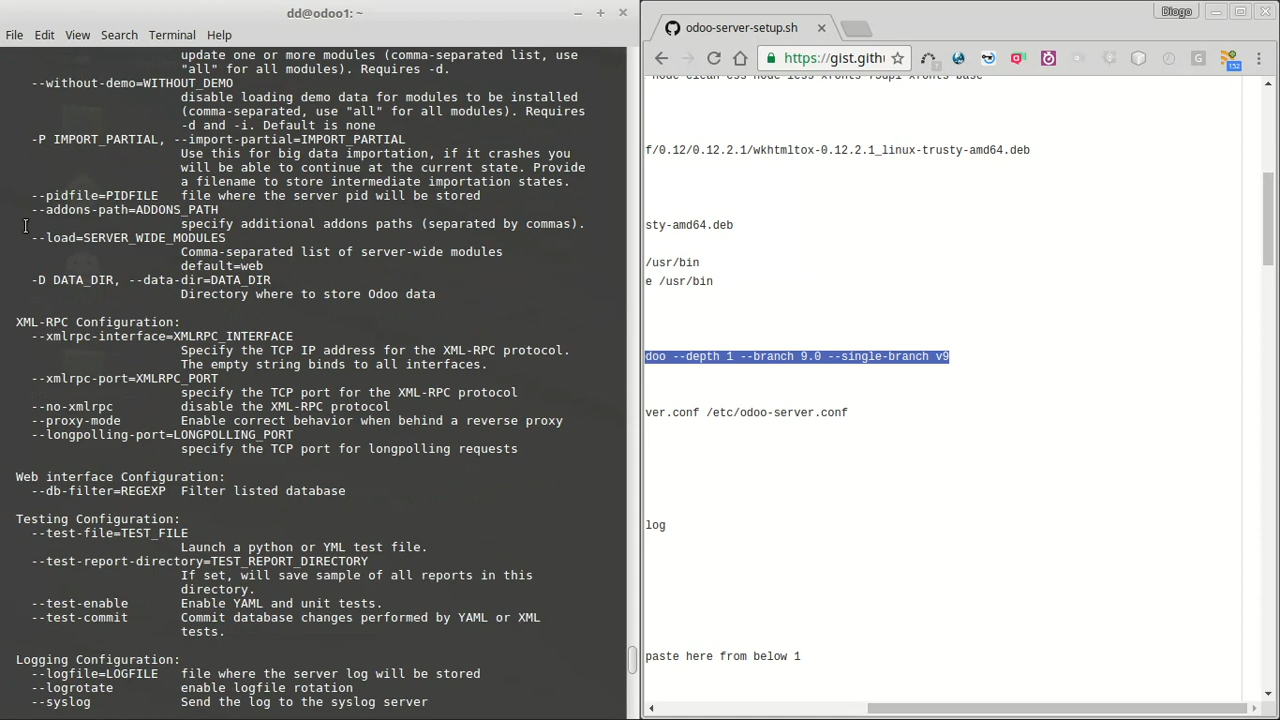 dd@odoo1: ~
File Edit View Search Terminal Help
update one or more modules (comma-separated list, use
"all" for all modules). Requires -d.
--without-demo=WITHOUT_DEMO
disable loading demo data for modules to be installed
(comma-separated, use "all" for all modules). Requires
-d and -i. Default is none
-P IMPORT_PARTIAL, --import-partial=IMPORT_PARTIAL
Use this for big data importation, if it crashes you
will be able to continue at the current state. Provide
a filename to store intermediate importation states.
--pidfile=PIDFILE file where the server pid will be stored
--addons-path=ADDONS_PATH
specify additional addons paths (separated by commas).
--load=SERVER_WIDE_MODULES
Comma-separated list of server-wide modules
default=web
-D DATA_DIR, --data-dir=DATA_DIR
Directory where to store Odoo data
XML-RPC Configuration:
--xmlrpc-interface=XMLRPC_INTERFACE
Specify the TCP IP address for the XML-RPC protocol.
The empty string binds to all interfaces.
--xmlrpc-port=XMLRPC_PORT
specify the TCP port for the XML-RPC protocol
--no-xmlrpc disable the XML-RPC protocol
--proxy-mode Enable correct behavior when behind a reverse proxy
--longpolling-port=LONGPOLLING_PORT
specify the TCP port for longpolling requests
Web interface Configuration:
--db-filter=REGEXP Filter listed database
Testing Configuration:
--test-file=TEST_FILE
Launch a python or YML test file.
--test-report-directory=TEST_REPORT_DIRECTORY
If set, will save sample of all reports in this
directory.
--test-enable Enable YAML and unit tests.
--test-commit Commit database changes performed by YAML or XML
tests.
Logging Configuration:
--logfile=LOGFILE file where the server log will be stored
--logrotate enable logfile rotation
--syslog Send the log to the syslog server
Diogo
odoo-server-setup.sh
https://gist.gith
152
f/0.12/0.12.2.1/wkhtmltox-0.12.2.1_linux-trusty-amd64.deb
sty-amd64.deb
/usr/bin
e /usr/bin
doo --depth 1 --branch 9.0 --single-branch v9
ver.conf /etc/odoo-server.conf
log
paste here from below 1